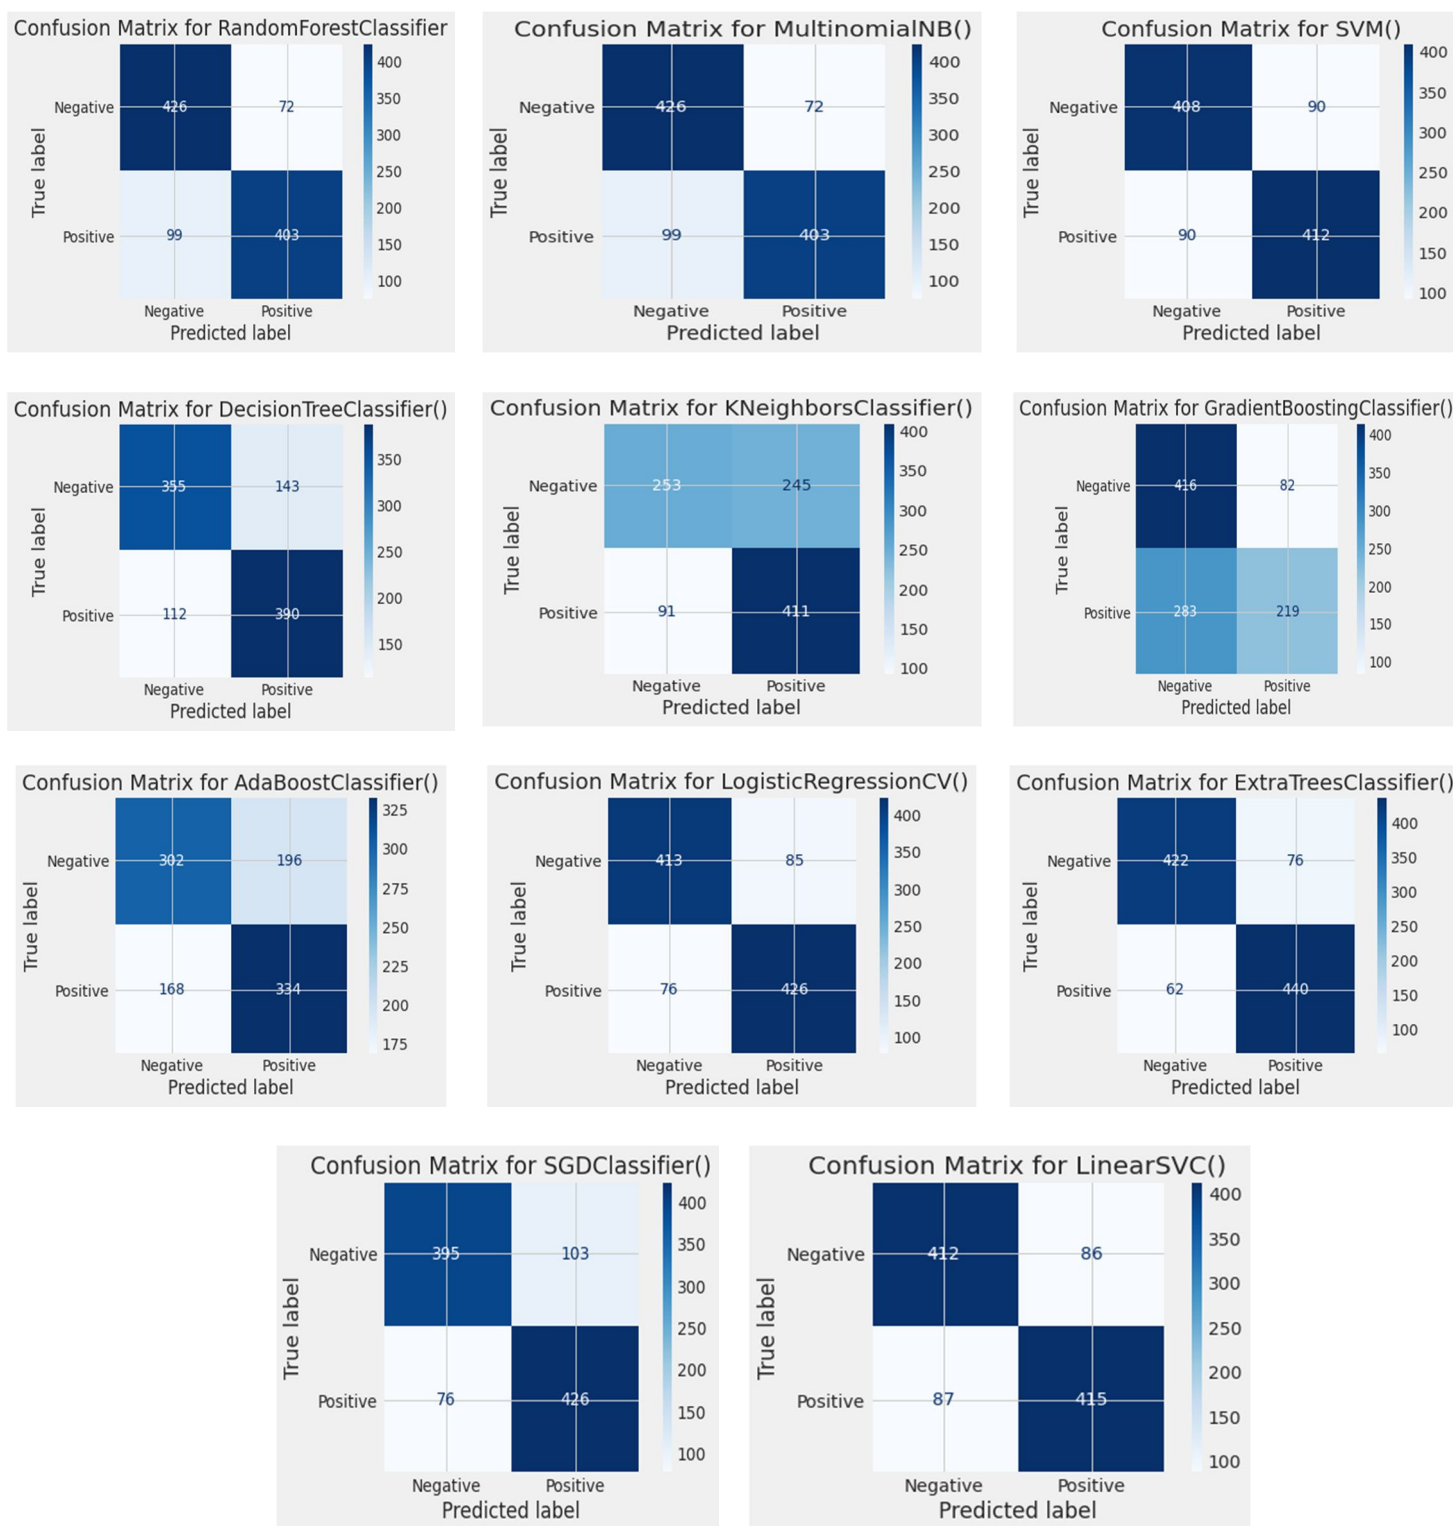 Confusion Matrix for RandomForestClassifier
True label
Negative
Positive
426
72
99
403
400
350
300
250
200
150
100
Negative
Positive
Predicted label
Confusion Matrix for MultinomialNB()
True label
Negative
Positive
426
72
99
403
400
350
300
250
200
150
100
Negative
Positive
Predicted label
Confusion Matrix for SVM()
True label
Negative
Positive
408
90
90
412
400
350
300
250
200
150
100
Negative
Positive
Predicted label
Confusion Matrix for DecisionTreeClassifier()
True label
Negative
Positive
355
143
112
390
350
300
250
200
150
Negative
Positive
Predicted label
Confusion Matrix for KNeighborsClassifier()
True label
Negative
Positive
253
245
91
411
400
350
300
250
200
150
100
Negative
Positive
Predicted label
Confusion Matrix for GradientBoostingClassifier()
True label
Negative
Positive
416
82
283
219
400
350
300
250
200
150
100
Negative
Positive
Predicted label
Confusion Matrix for AdaBoostClassifier()
True label
Negative
Positive
302
196
168
334
325
300
275
250
225
200
175
Negative
Positive
Predicted label
Confusion Matrix for LogisticRegressionCV()
True label
Negative
Positive
413
85
76
426
400
350
300
250
200
150
100
Negative
Positive
Predicted label
Confusion Matrix for ExtraTreesClassifier()
True label
Negative
Positive
422
76
62
440
400
350
300
250
200
150
100
Negative
Positive
Predicted label
Confusion Matrix for SGDClassifier()
True label
Negative
Positive
395
103
76
426
400
350
300
250
200
150
100
Negative
Positive
Predicted label
Confusion Matrix for LinearSVC()
True label
Negative
Positive
412
86
87
415
400
350
300
250
200
150
100
Negative
Positive
Predicted label